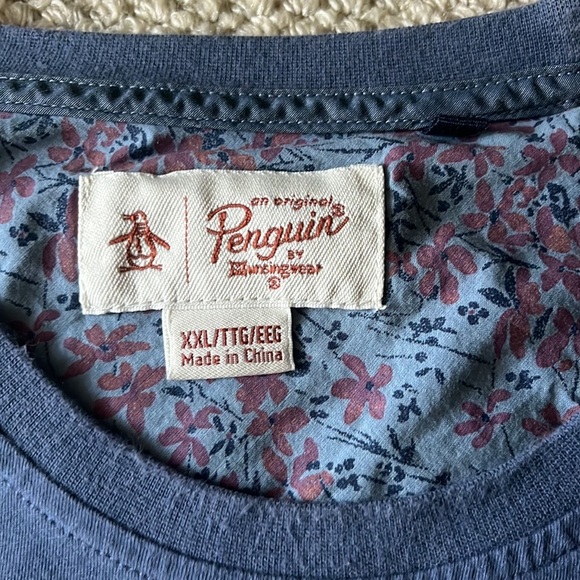 an original
Penguin®
BY
Munsingwear
®
XXL/TTG/EEG
Made in China